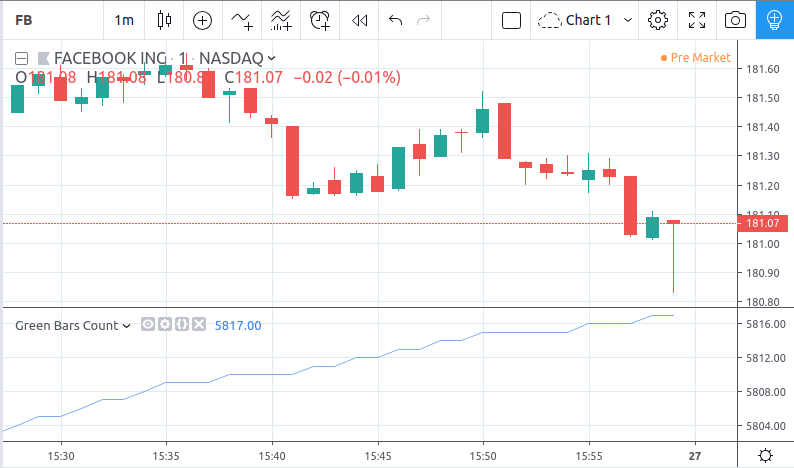 FB 1m Chart 1
FACEBOOK INC · 1 · NASDAQ
Pre Market
O181.08 H181.08 L180.8 C181.07 −0.02 (−0.01%)
181.60
181.50
181.40
181.30
181.20
181.10
181.07
181.00
180.90
180.80
Green Bars Count 5817.00
5816.00
5812.00
5808.00
5804.00
15:30 15:35 15:40 15:45 15:50 15:55 27